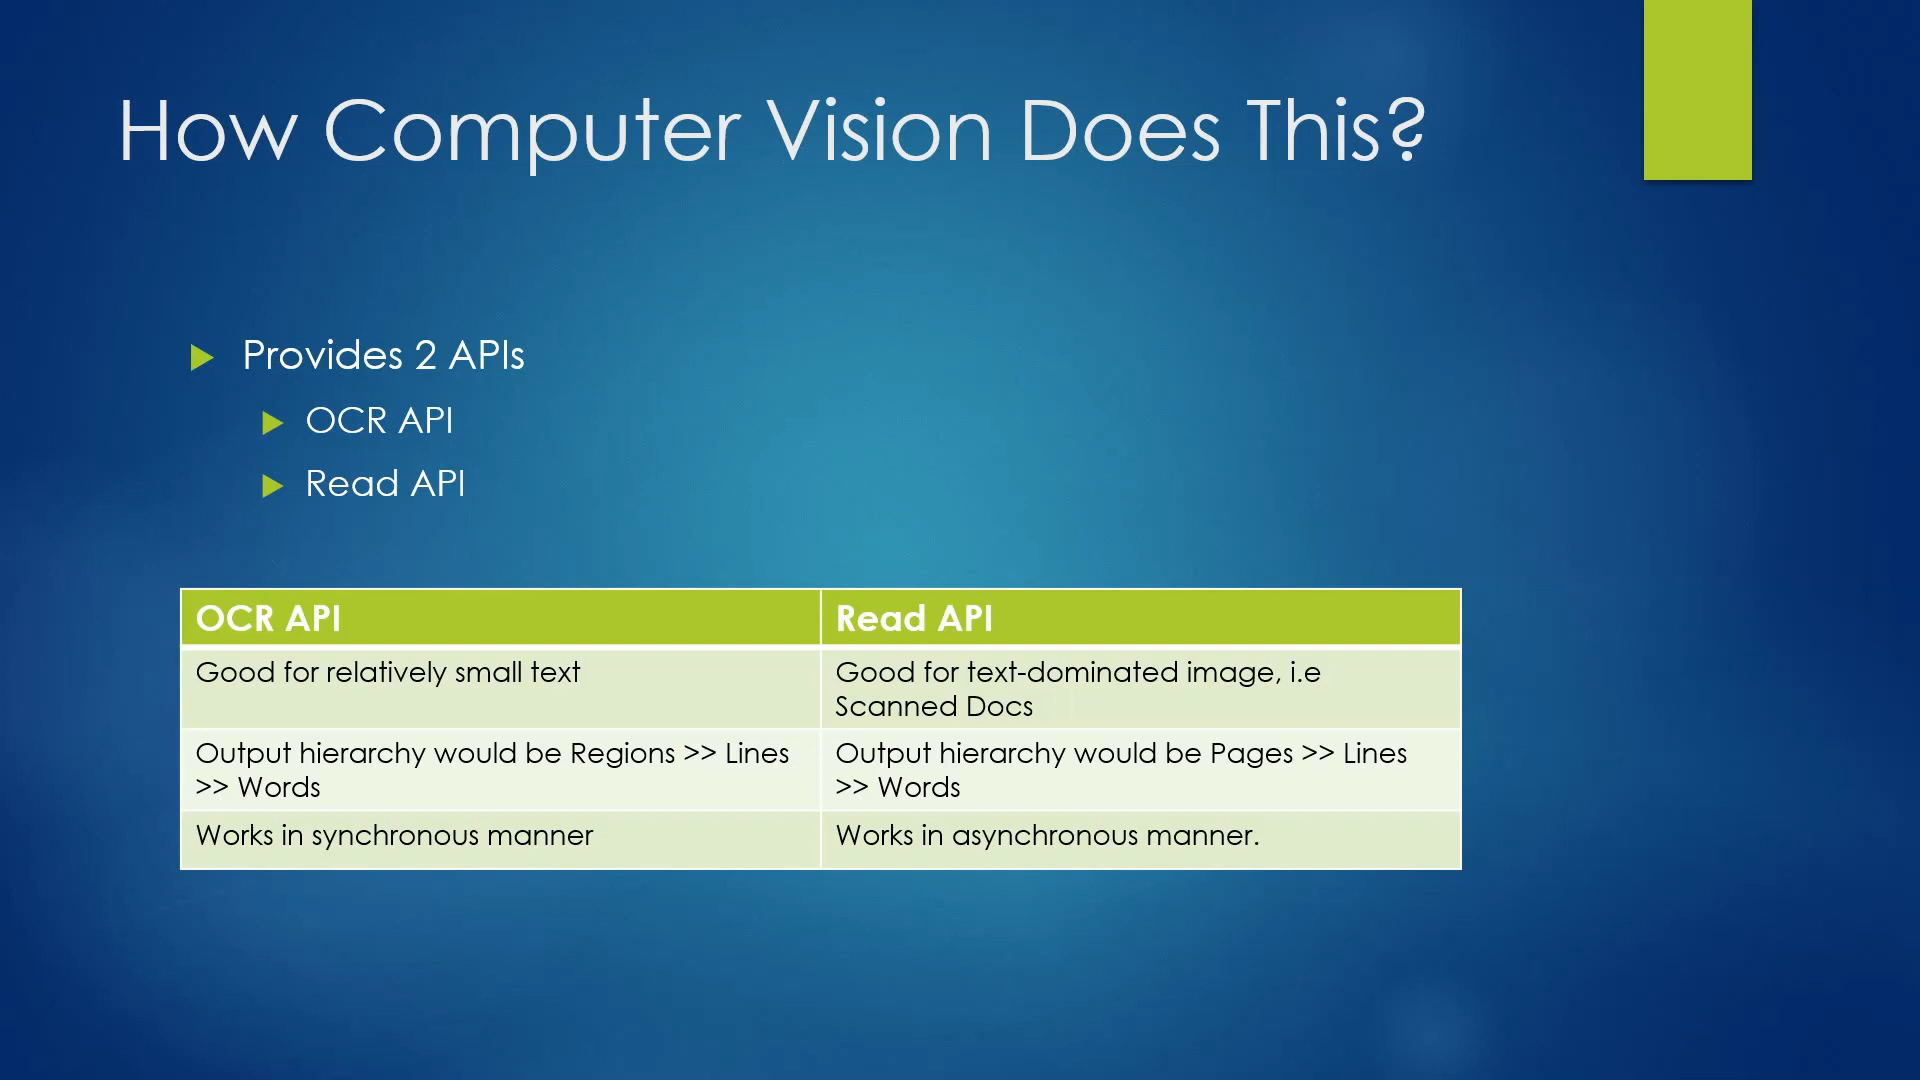 How Computer Vision Does This?
Provides 2 APIs
OCR API
Read API
OCR API
Read API
Good for relatively small text
Good for text-dominated image, i.e
Scanned Docs
Output hierarchy would be Regions >> Lines
>> Words
Output hierarchy would be Pages >> Lines
>> Words
Works in synchronous manner
Works in asynchronous manner.